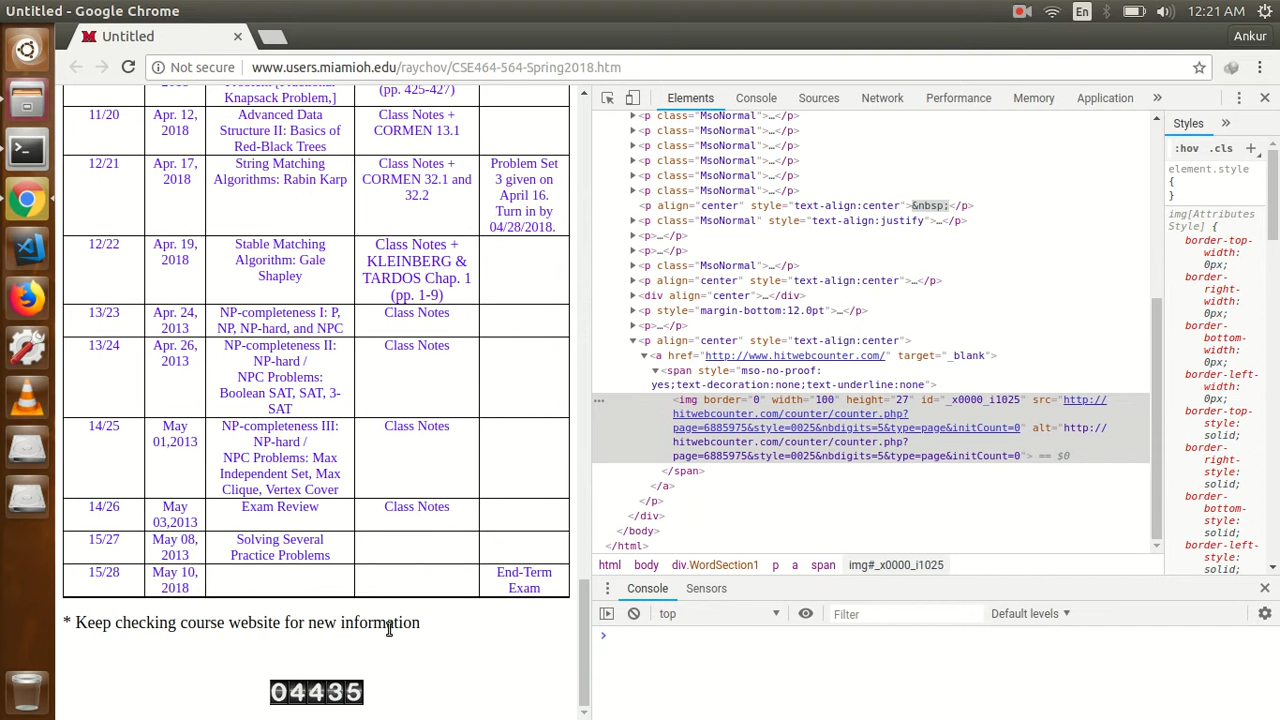 Untitled - Google Chrome
En
12:21 AM
Untitled
Ankur
Not secure
www.users.miamioh.edu/raychov/CSE464-564-Spring2018.htm
Knapsack Problem,]
(pp. 425-427)
11/20
Apr. 12,
2018
Advanced Data
Structure II: Basics of
Red-Black Trees
Class Notes +
CORMEN 13.1
12/21
Apr. 17,
2018
String Matching
Algorithms: Rabin Karp
Class Notes +
CORMEN 32.1 and
32.2
Problem Set
3 given on
April 16.
Turn in by
04/28/2018.
12/22
Apr. 19,
2018
Stable Matching
Algorithm: Gale
Shapley
Class Notes +
KLEINBERG &
TARDOS Chap. 1
(pp. 1-9)
13/23
Apr. 24,
2013
NP-completeness I: P,
NP, NP-hard, and NPC
Class Notes
13/24
Apr. 26,
2013
NP-completeness II:
NP-hard /
NPC Problems:
Boolean SAT, SAT, 3-
SAT
Class Notes
14/25
May
01,2013
NP-completeness III:
NP-hard /
NPC Problems: Max
Independent Set, Max
Clique, Vertex Cover
Class Notes
14/26
May
03,2013
Exam Review
Class Notes
15/27
May 08,
2013
Solving Several
Practice Problems
15/28
May 10,
2018
End-Term
Exam
* Keep checking course website for new information
04435
Elements Console Sources Network Performance Memory Application »
<p class="MsoNormal">…</p>
<p class="MsoNormal">…</p>
<p class="MsoNormal">…</p>
<p class="MsoNormal">…</p>
<p class="MsoNormal">…</p>
<p class="MsoNormal">…</p>
<p align="center" style="text-align:center">&nbsp;</p>
<p class="MsoNormal" style="text-align:justify">…</p>
<p>…</p>
<p>…</p>
<p class="MsoNormal">…</p>
<p align="center" style="text-align:center">…</p>
<div align="center">…</div>
<p style="margin-bottom:12.0pt">…</p>
<p>…</p>
<p align="center" style="text-align:center">
<a href="http://www.hitwebcounter.com/" target="_blank">
<span style="mso-no-proof:
yes;text-decoration:none;text-underline:none">
… <img border="0" width="100" height="27" id="_x0000_i1025" src="http://
hitwebcounter.com/counter/counter.php?
page=6885975&style=0025&nbdigits=5&type=page&initCount=0" alt="http://
hitwebcounter.com/counter/counter.php?
page=6885975&style=0025&nbdigits=5&type=page&initCount=0"> == $0
</span>
</a>
</p>
</div>
</body>
</html>
html body div.WordSection1 p a span img#_x0000_i1025
Styles »
:hov .cls +
element.style
{
}
img[Attributes
Style] {
border-top-
width:
0px;
border-
right-
width:
0px;
border-
bottom-
width:
0px;
border-left-
width:
0px;
border-top-
style:
solid;
border-
right-
style:
solid;
border-
bottom-
style:
solid;
border-left-
style:
solid;
Console Sensors
top
Filter
Default levels